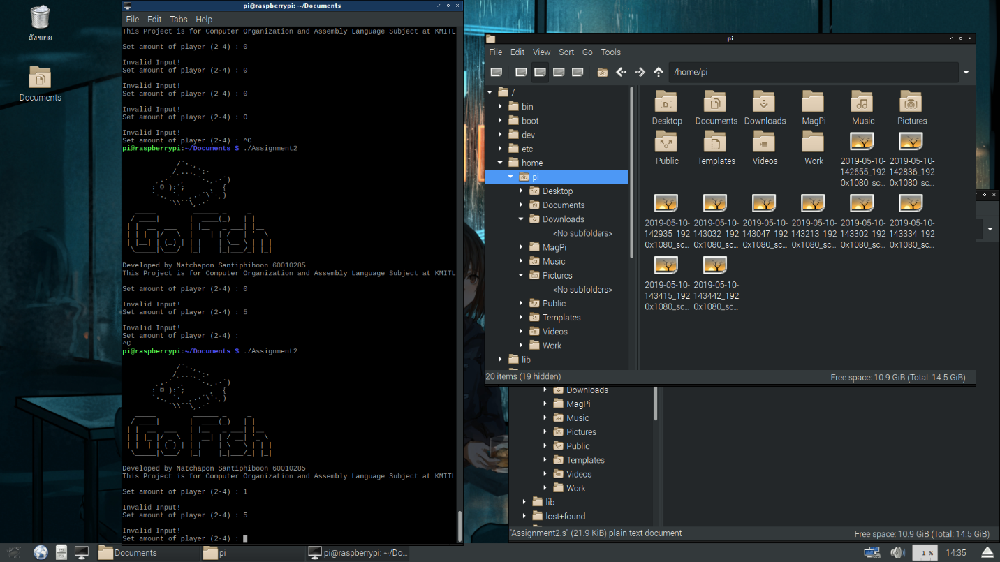 ถังขยะ
Documents
pi@raspberrypi: ~/Documents
File Edit Tabs Help
This Project is for Computer Organization and Assembly Language Subject at KMITL
Set amount of player (2-4) : 0
Invalid Input!
Set amount of player (2-4) : 0
Invalid Input!
Set amount of player (2-4) : 0
Invalid Input!
Set amount of player (2-4) : 0
Invalid Input!
Set amount of player (2-4) : ^C
pi@raspberrypi:~/Documents $ ./Assignment2
Go Fish
Developed by Natchapon Santiphiboon 60010285
This Project is for Computer Organization and Assembly Language Subject at KMITL
Set amount of player (2-4) : 0
Invalid Input!
Set amount of player (2-4) : 5
Invalid Input!
Set amount of player (2-4) :
^C
pi@raspberrypi:~/Documents $ ./Assignment2
Go Fish
Developed by Natchapon Santiphiboon 60010285
This Project is for Computer Organization and Assembly Language Subject at KMITL
Set amount of player (2-4) : 1
Invalid Input!
Set amount of player (2-4) : 5
Invalid Input!
Set amount of player (2-4) :
pi
File Edit View Sort Go Tools
/home/pi
/
bin
boot
dev
etc
home
pi
Desktop
Documents
Downloads
<No subfolders>
MagPi
Music
Pictures
<No subfolders>
Public
Templates
Videos
Work
lib
Desktop Documents Downloads MagPi Music Pictures
Public Templates Videos Work
2019-05-10-142655_1920x1080_sc...
2019-05-10-142836_1920x1080_sc...
2019-05-10-142935_1920x1080_sc...
2019-05-10-143032_1920x1080_sc...
2019-05-10-143047_1920x1080_sc...
2019-05-10-143213_1920x1080_sc...
2019-05-10-143302_1920x1080_sc...
2019-05-10-143334_1920x1080_sc...
2019-05-10-143415_1920x1080_sc...
2019-05-10-143442_1920x1080_sc...
20 items (19 hidden)
Free space: 10.9 GiB (Total: 14.5 GiB)
Downloads
MagPi
Music
Pictures
Public
Templates
Videos
Work
lib
lost+found
"Assignment2.s" (21.9 KiB) plain text document
Free space: 10.9 GiB (Total: 14.5 GiB)
Documents
pi
pi@raspberrypi: ~/Do...
1 %
14:35